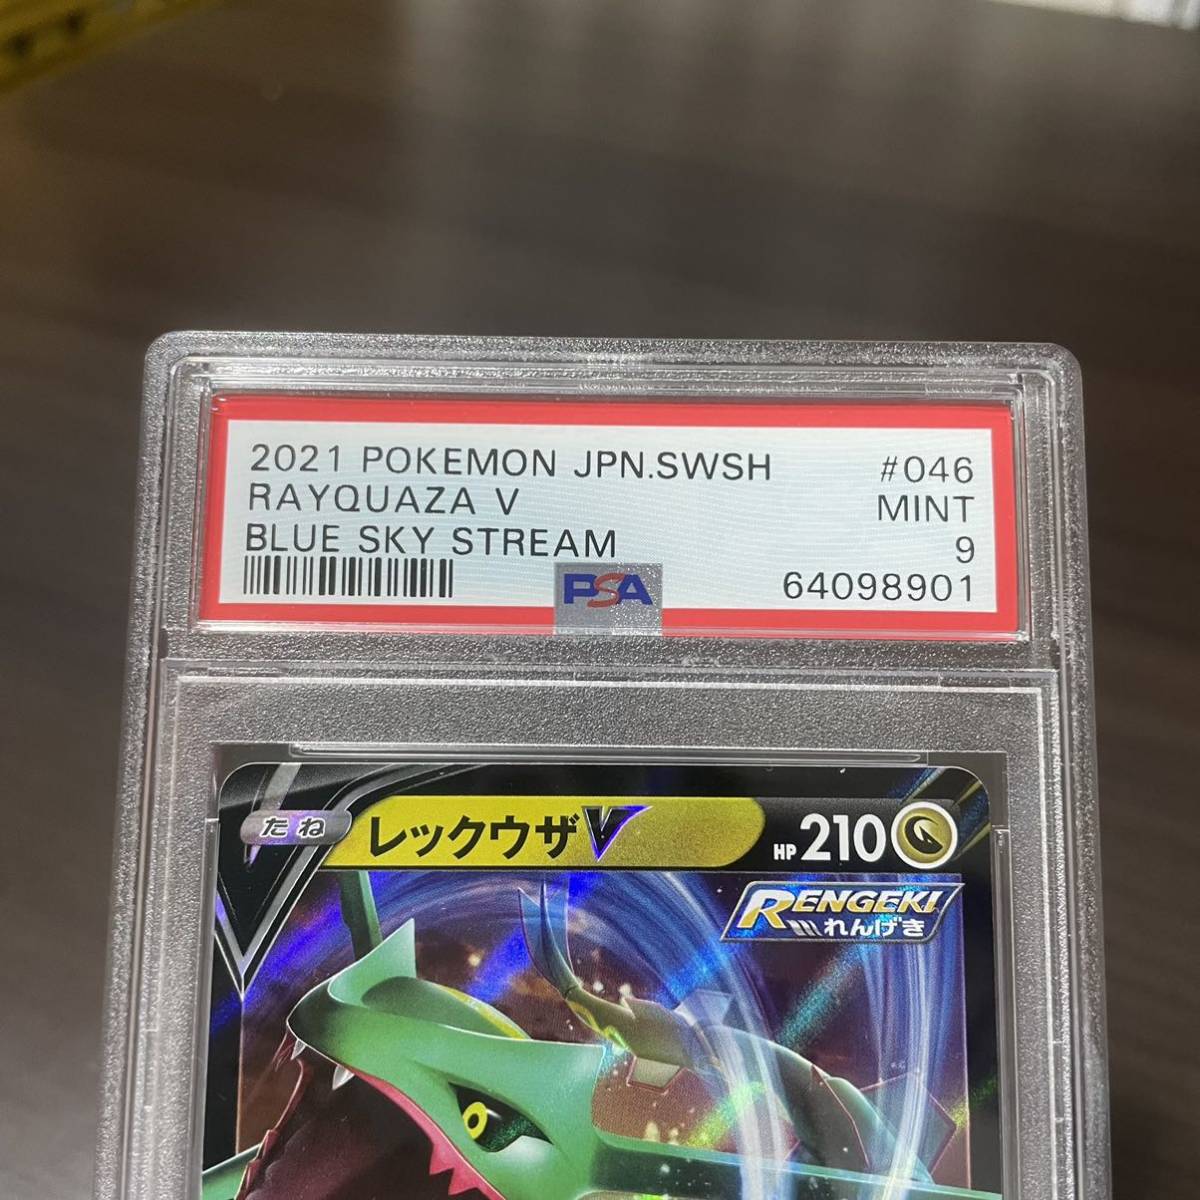 2021 POKEMON JPN.SWSH #046
RAYQUAZA V MINT
BLUE SKY STREAM 9
PSA 64098901
たね レックウザV HP 210
RENGEKI
れんげき